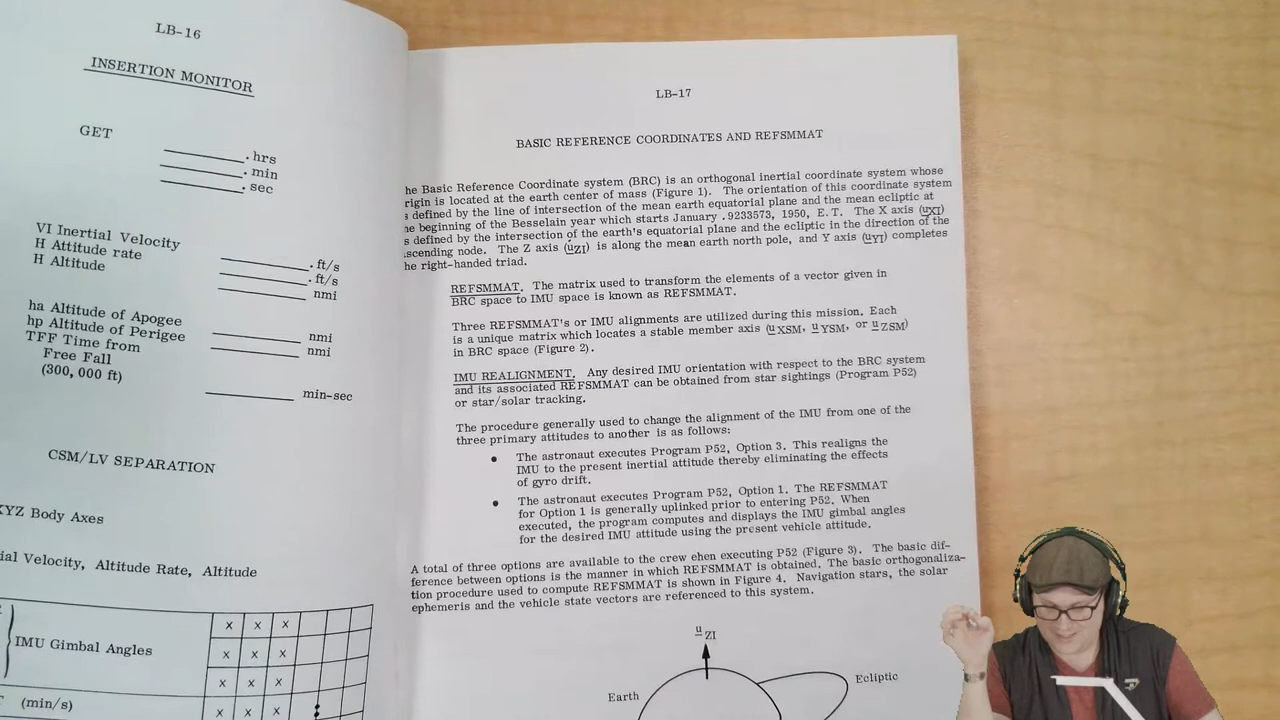 LB-16
INSERTION MONITOR
GET
. hrs
. min
. sec
VI Inertial Velocity
. ft/s
H Attitude rate
. ft/s
H Altitude
nmi
ha Altitude of Apogee
nmi
hp Altitude of Perigee
nmi
TFF Time from
Free Fall
(300, 000 ft)
min-sec
CSM/LV SEPARATION
XYZ Body Axes
ial Velocity, Altitude Rate, Altitude
x x x
IMU Gimbal Angles
x x x
x x x
(min/s)
x x x
LB-17
BASIC REFERENCE COORDINATES AND REFSMMAT
he Basic Reference Coordinate system (BRC) is an orthogonal inertial coordinate system whose
rigin is located at the earth center of mass (Figure 1). The orientation of this coordinate system
s defined by the line of intersection of the mean earth equatorial plane and the mean ecliptic at
he beginning of the Besselain year which starts January .9233573, 1950, E.T. The X axis (uXI)
s defined by the intersection of the earth's equatorial plane and the ecliptic in the direction of the
scending node. The Z axis (uZI) is along the mean earth north pole, and Y axis (uYI) completes
he right-handed triad.
REFSMMAT. The matrix used to transform the elements of a vector given in
BRC space to IMU space is known as REFSMMAT.
Three REFSMMAT's or IMU alignments are utilized during this mission. Each
is a unique matrix which locates a stable member axis (uXSM, uYSM, or uZSM)
in BRC space (Figure 2).
IMU REALIGNMENT. Any desired IMU orientation with respect to the BRC system
and its associated REFSMMAT can be obtained from star sightings (Program P52)
or star/solar tracking.
The procedure generally used to change the alignment of the IMU from one of the
three primary attitudes to another is as follows:
• The astronaut executes Program P52, Option 3. This realigns the
IMU to the present inertial attitude thereby eliminating the effects
of gyro drift.
• The astronaut executes Program P52, Option 1. The REFSMMAT
for Option 1 is generally uplinked prior to entering P52. When
executed, the program computes and displays the IMU gimbal angles
for the desired IMU attitude using the present vehicle attitude.
A total of three options are available to the crew ehen executing P52 (Figure 3). The basic dif-
ference between options is the manner in which REFSMMAT is obtained. The basic orthogonaliza-
tion procedure used to compute REFSMMAT is shown in Figure 4. Navigation stars, the solar
ephemeris and the vehicle state vectors are referenced to this system.
uZI
Earth
Ecliptic